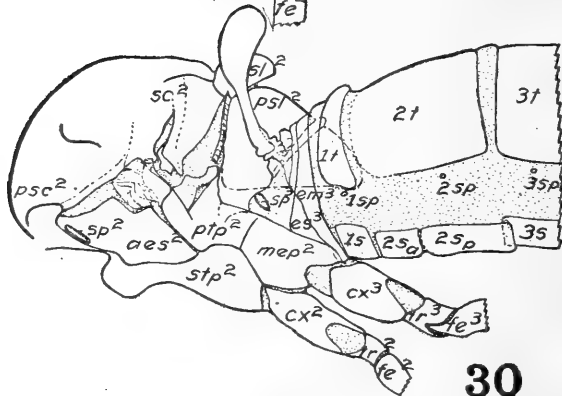 fe
sl²
sc² psl²
2t 3t
1t
psc² sp³ em³ 1sp 2sp 3sp
sp² ptp² es³
aes² mep² 1s 2sₐ 2sₚ 3s
stp² cx³
cx² tr³ fe³
tr²
fe²
30